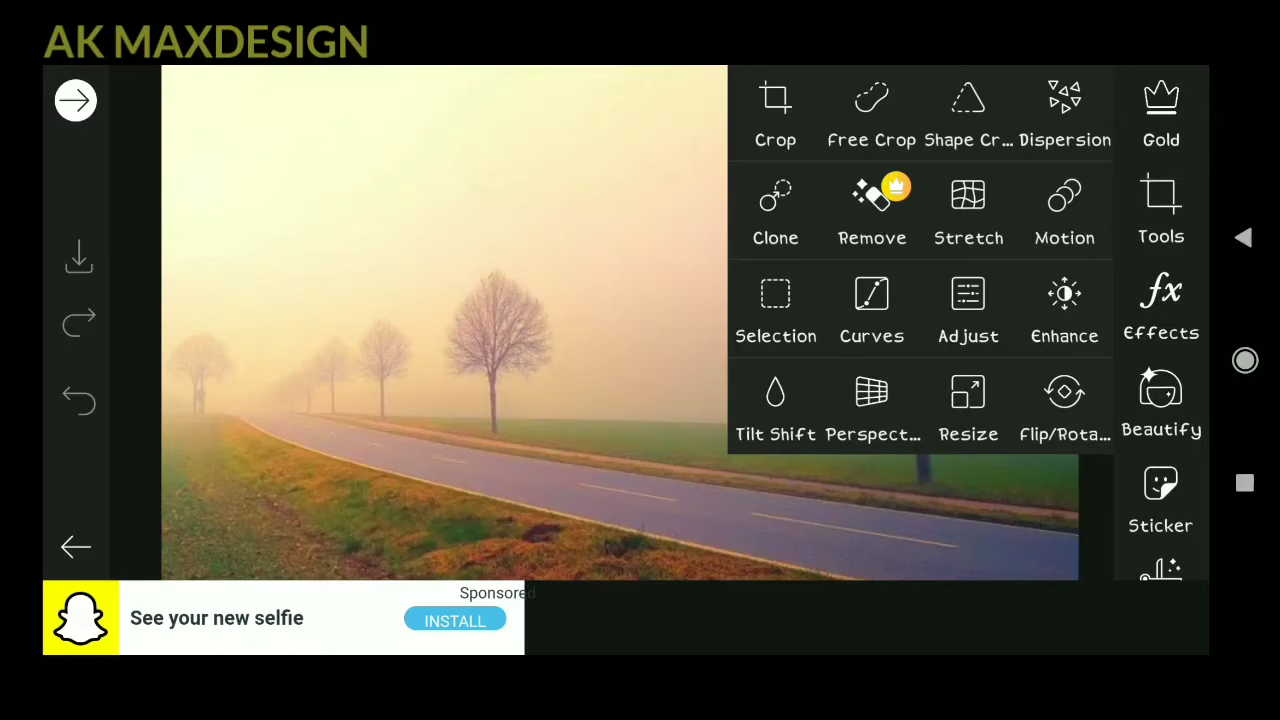 AK MAXDESIGN
Crop Free Crop Shape Cr... Dispersion Gold
Clone Remove Stretch Motion Tools
fx
Selection Curves Adjust Enhance Effects
Tilt Shift Perspect... Resize Flip/Rota... Beautify
Sticker
Sponsored
See your new selfie INSTALL